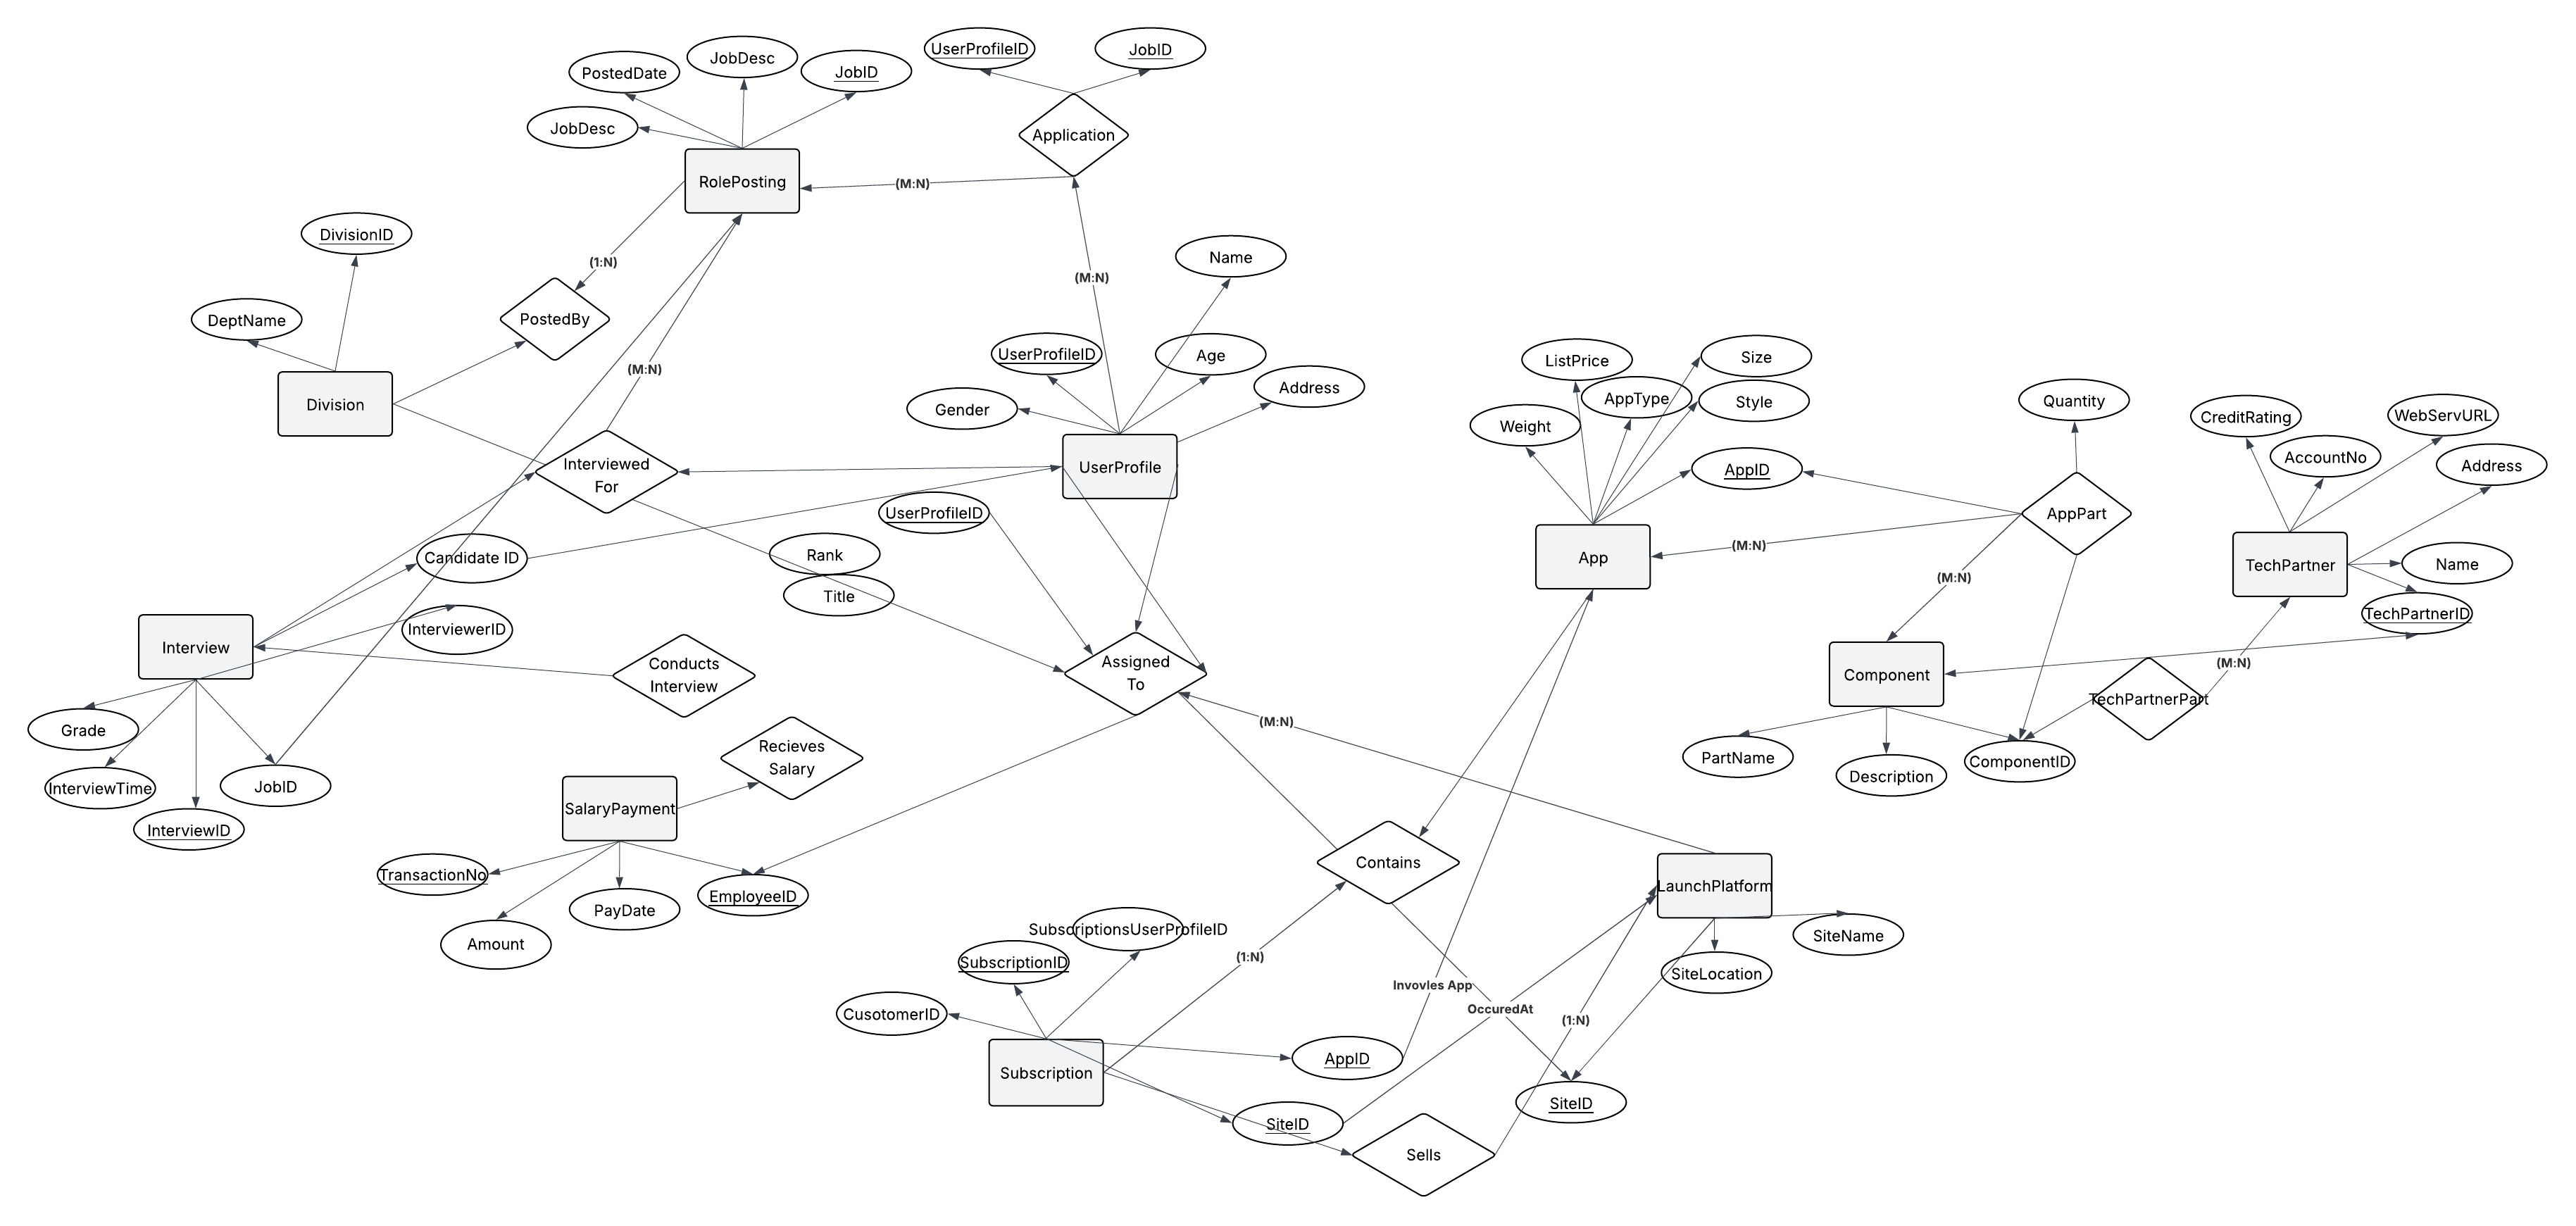 UserProfileID
JobID
JobDesc
PostedDate
JobID
JobDesc
Application
RolePosting
(M:N)
DivisionID
(1:N)
Name
(M:N)
DeptName
PostedBy
UserProfileID
Age
ListPrice
Size
(M:N)
Address
AppType
Style
Quantity
CreditRating
WebServURL
Division
Gender
Weight
AccountNo
Address
Interviewed
For
UserProfile
AppID
UserProfileID
AppPart
Candidate ID
Rank
(M:N)
App
TechPartner
Name
Title
(M:N)
TechPartnerID
InterviewerID
Interview
Conducts
Interview
Assigned
To
Component
(M:N)
TechPartnerPart
Grade
(M:N)
Recieves
Salary
PartName
Description
ComponentID
InterviewTime
JobID
SalaryPayment
InterviewID
Contains
TransactionNo
EmployeeID
LaunchPlatform
PayDate
Amount
SubscriptionsUserProfileID
SiteName
SubscriptionID
(1:N)
SiteLocation
Invovles App
OccuredAt
CusotomerID
(1:N)
Subscription
AppID
SiteID
SiteID
Sells